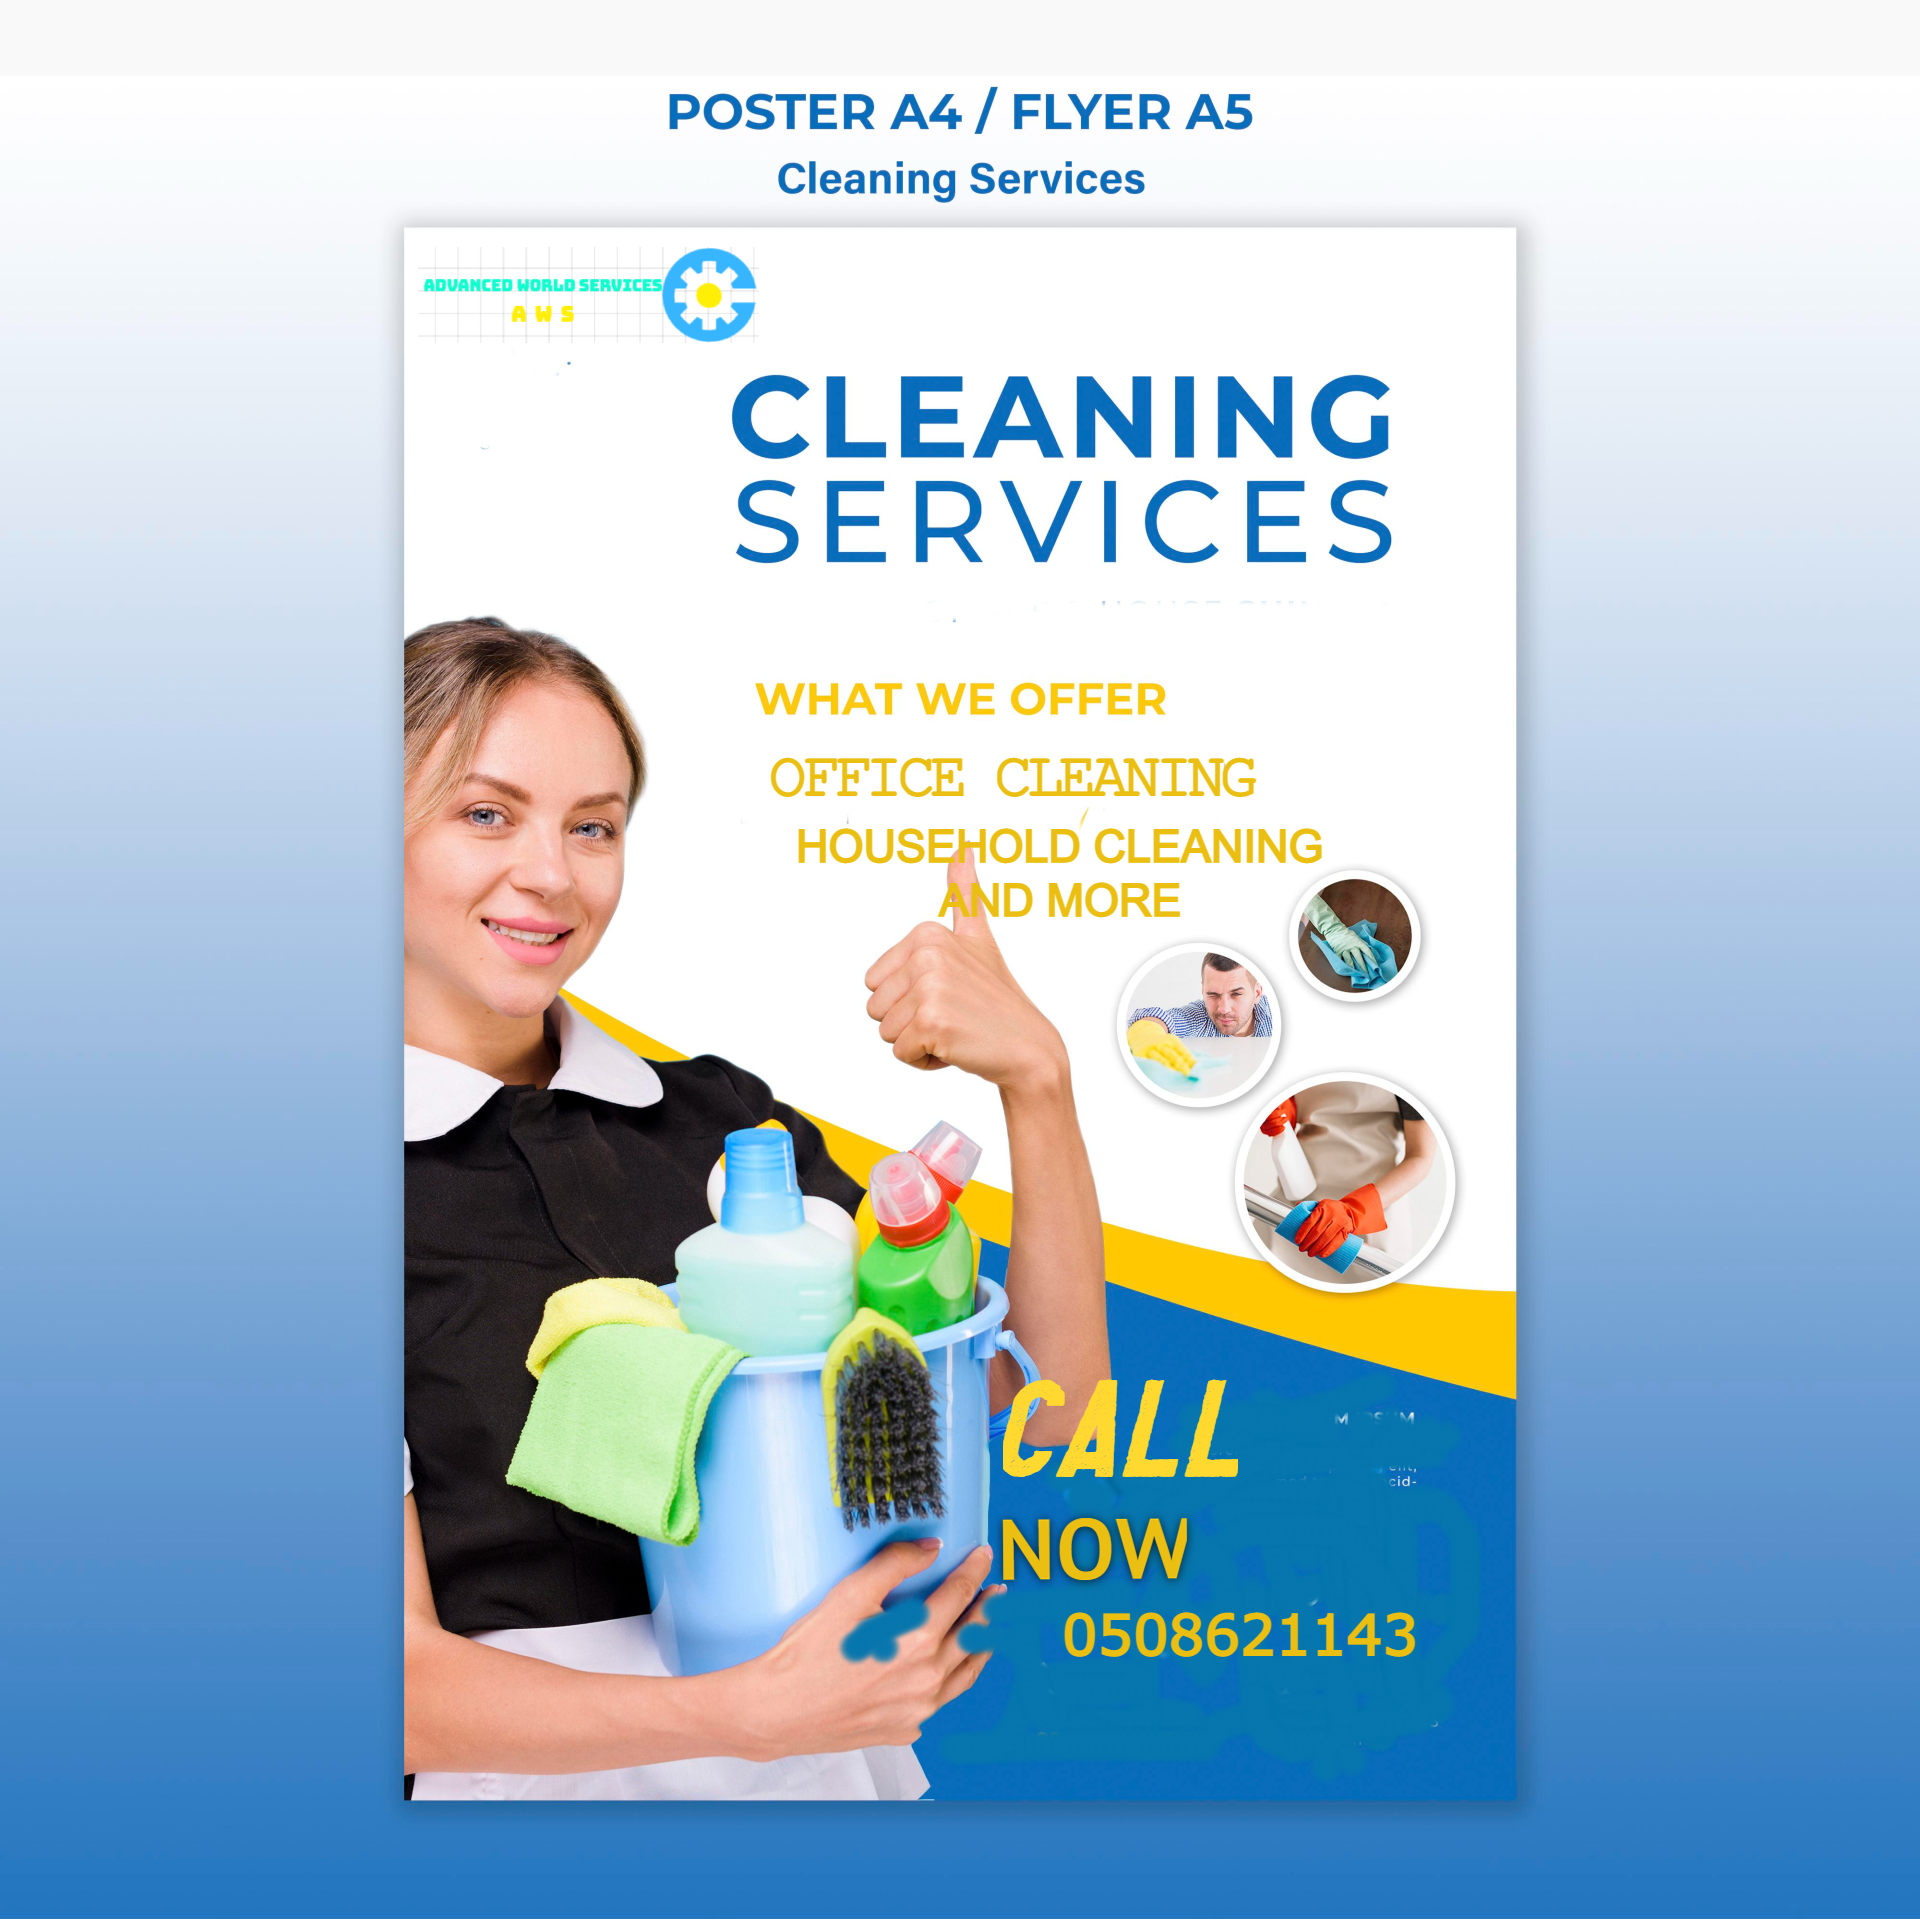 POSTER A4 / FLYER A5
Cleaning Services
ADVANCED WORLD SERVICES
A W S
CLEANING
SERVICES
WHAT WE OFFER
OFFICE CLEANING
HOUSEHOLD CLEANING
AND MORE
CALL
cid-
NOW
0508621143